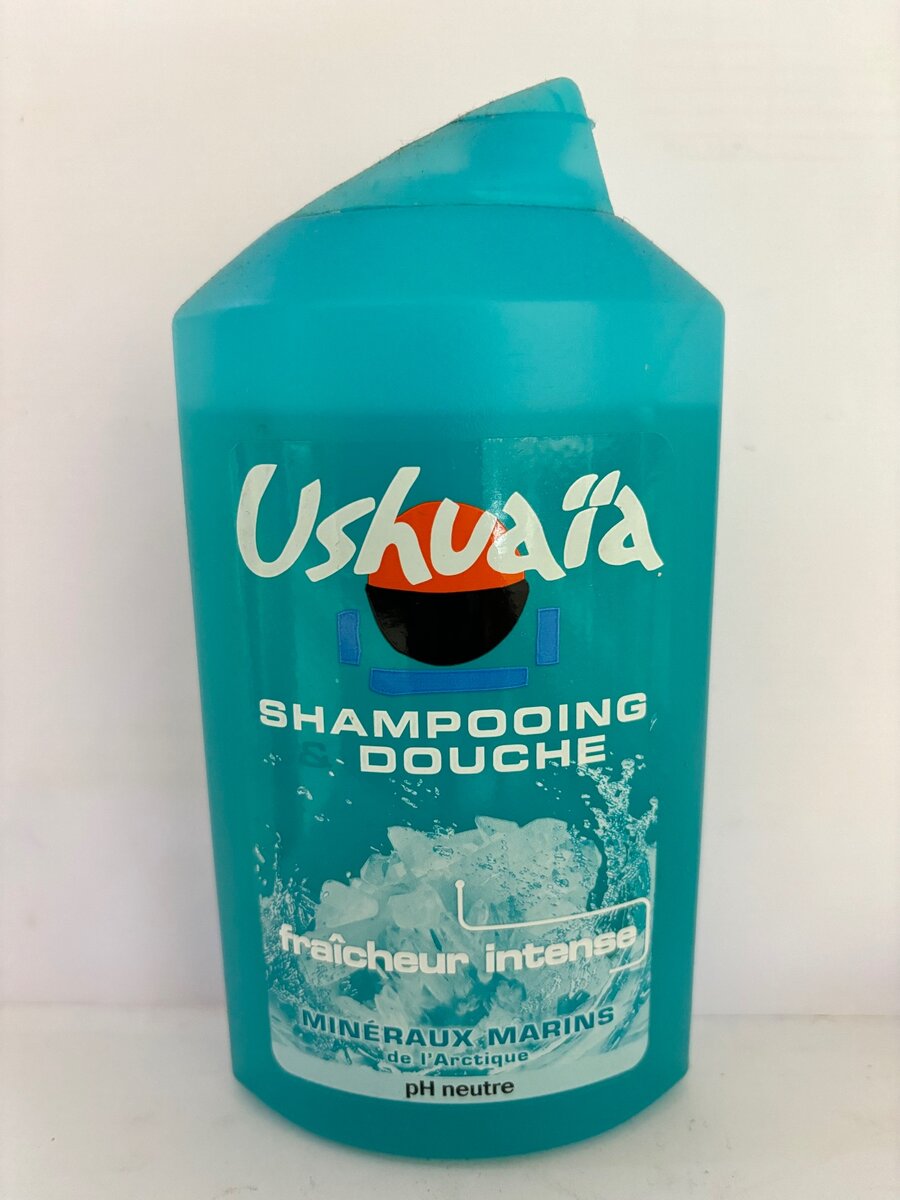 Ushuaïa
SHAMPOOING
& DOUCHE
fraîcheur intense
MINÉRAUX MARINS
de l'Arctique
pH neutre